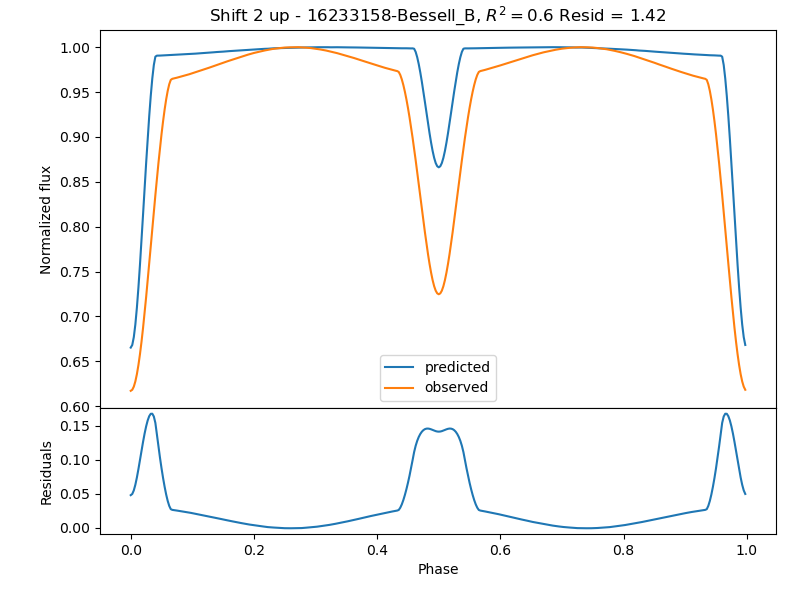 Shift 2 up - 16233158-Bessell_B, $R^2 = 0.6$ Resid = 1.42
Normalized flux
1.00
0.95
0.90
0.85
0.80
0.75
0.70
0.65
0.60
predicted
observed
Residuals
0.15
0.10
0.05
0.00
0.0 0.2 0.4 0.6 0.8 1.0
Phase